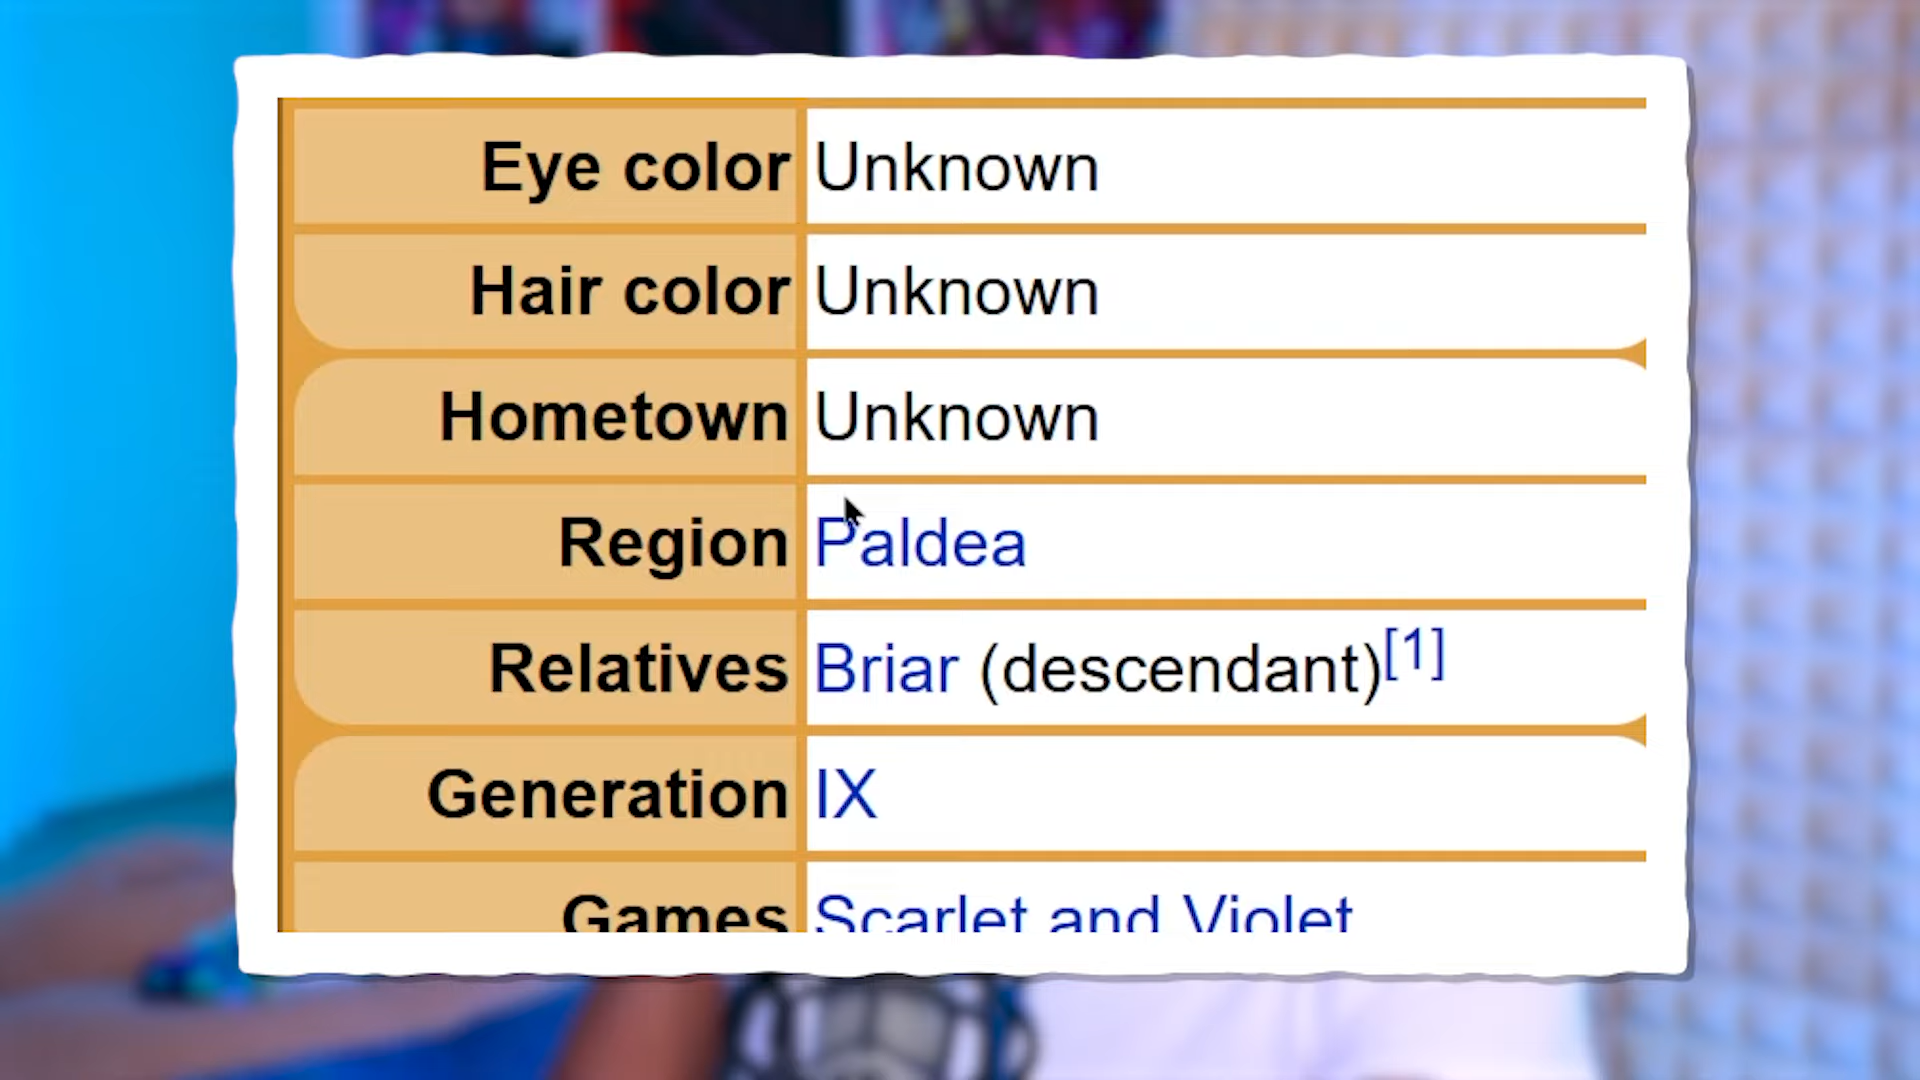 Eye color Unknown
Hair color Unknown
Hometown Unknown
Region Paldea
Relatives Briar (descendant)[1]
Generation IX
Games Scarlet and Violet